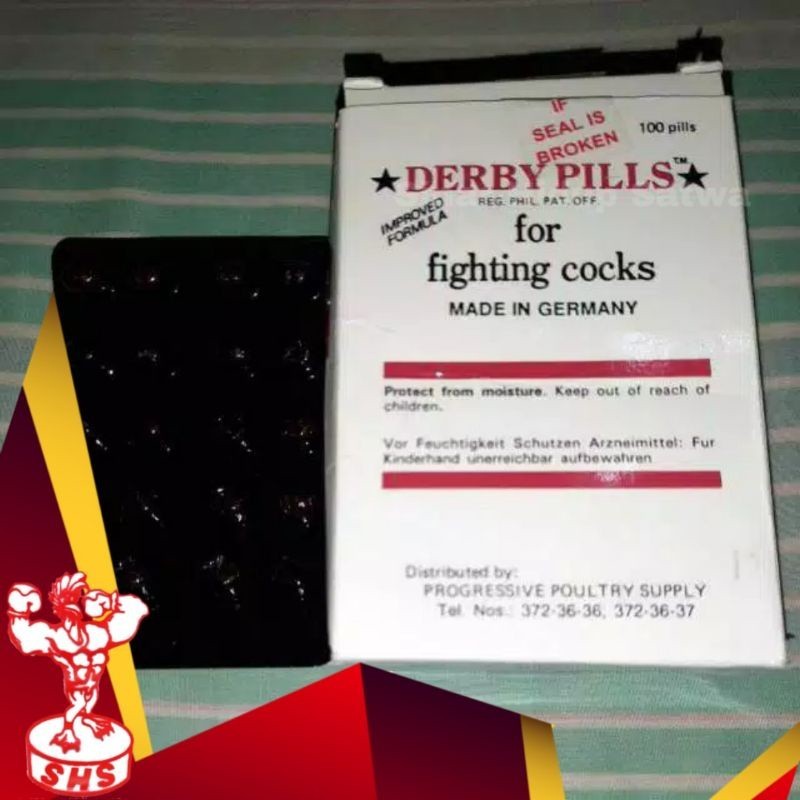 IF
SEAL IS
BROKEN
100 pills
★DERBY PILLS™★
REG. PHIL. PAT. OFF.
IMPROVED
FORMULA
for
fighting cocks
MADE IN GERMANY
Protect from moisture. Keep out of reach of
children.
Vor Feuchtigkeit Schutzen Arzneimittel: Fur
Kinderhand unerreichbar aufbewahren
Distributed by:
PROGRESSIVE POULTRY SUPPLY
Tel. Nos.: 372-36-36, 372-36-37
SHS